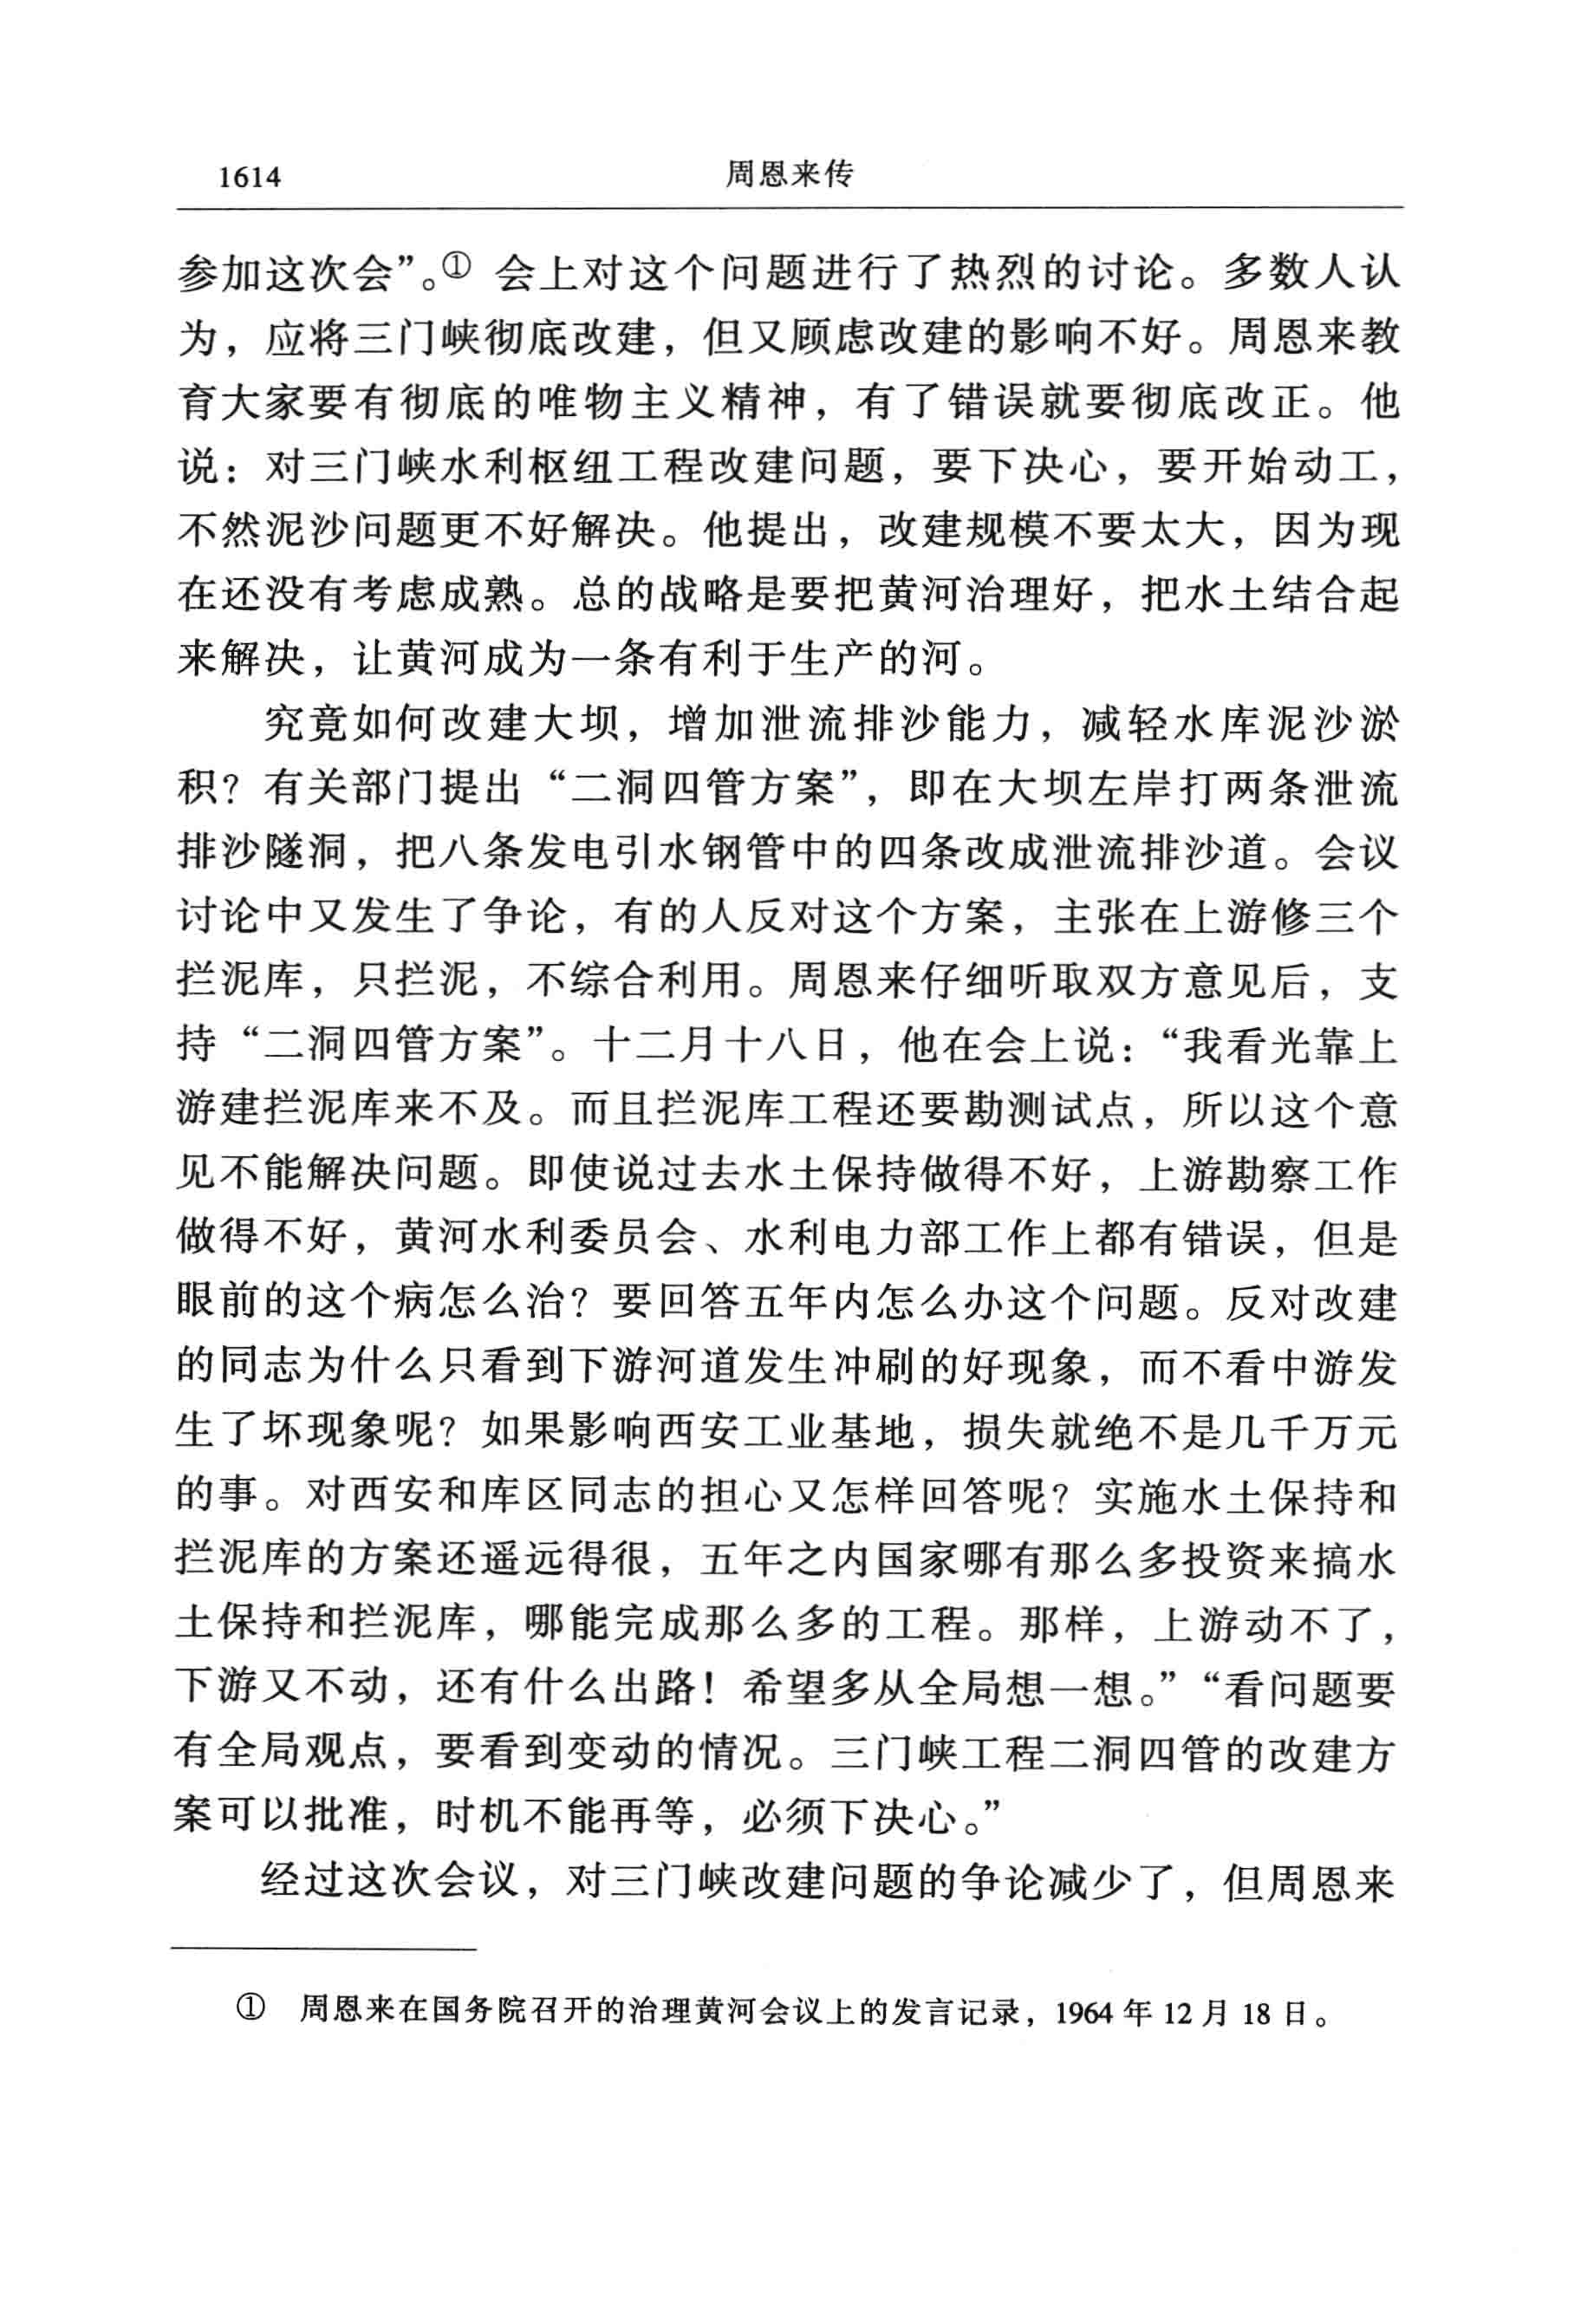 1614
周恩来传
参加这次会”。① 会上对这个问题进行了热烈的讨论。多数人认
为，应将三门峡彻底改建，但又顾虑改建的影响不好。周恩来教
育大家要有彻底的唯物主义精神，有了错误就要彻底改正。他
说：对三门峡水利枢纽工程改建问题，要下决心，要开始动工，
不然泥沙问题更不好解决。他提出，改建规模不要太大，因为现
在还没有考虑成熟。总的战略是要把黄河治理好，把水土结合起
来解决，让黄河成为一条有利于生产的河。
究竟如何改建大坝，增加泄流排沙能力，减轻水库泥沙淤
积？有关部门提出“二洞四管方案”，即在大坝左岸打两条泄流
排沙隧洞，把八条发电引水钢管中的四条改成泄流排沙道。会议
讨论中又发生了争论，有的人反对这个方案，主张在上游修三个
拦泥库，只拦泥，不综合利用。周恩来仔细听取双方意见后，支
持“二洞四管方案”。十二月十八日，他在会上说：“我看光靠上
游建拦泥库来不及。而且拦泥库工程还要勘测试点，所以这个意
见不能解决问题。即使说过去水土保持做得不好，上游勘察工作
做得不好，黄河水利委员会、水利电力部工作上都有错误，但是
眼前的这个病怎么治？要回答五年内怎么办这个问题。反对改建
的同志为什么只看到下游河道发生冲刷的好现象，而不看中游发
生了坏现象呢？如果影响西安工业基地，损失就绝不是几千万元
的事。对西安和库区同志的担心又怎样回答呢？实施水土保持和
拦泥库的方案还遥远得很，五年之内国家哪有那么多投资来搞水
土保持和拦泥库，哪能完成那么多的工程。那样，上游动不了，
下游又不动，还有什么出路！希望多从全局想一想。”“看问题要
有全局观点，要看到变动的情况。三门峡工程二洞四管的改建方
案可以批准，时机不能再等，必须下决心。”
经过这次会议，对三门峡改建问题的争论减少了，但周恩来
① 周恩来在国务院召开的治理黄河会议上的发言记录，1964 年 12 月 18 日。